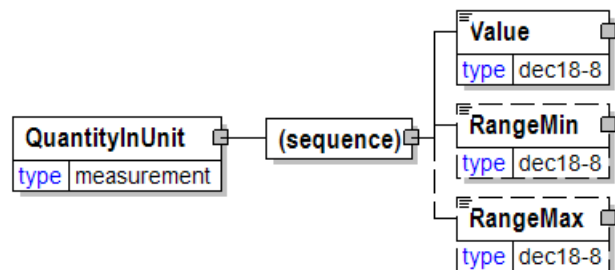 Value
type dec18-8
QuantityInUnit
type measurement
(sequence)
RangeMin
type dec18-8
RangeMax
type dec18-8